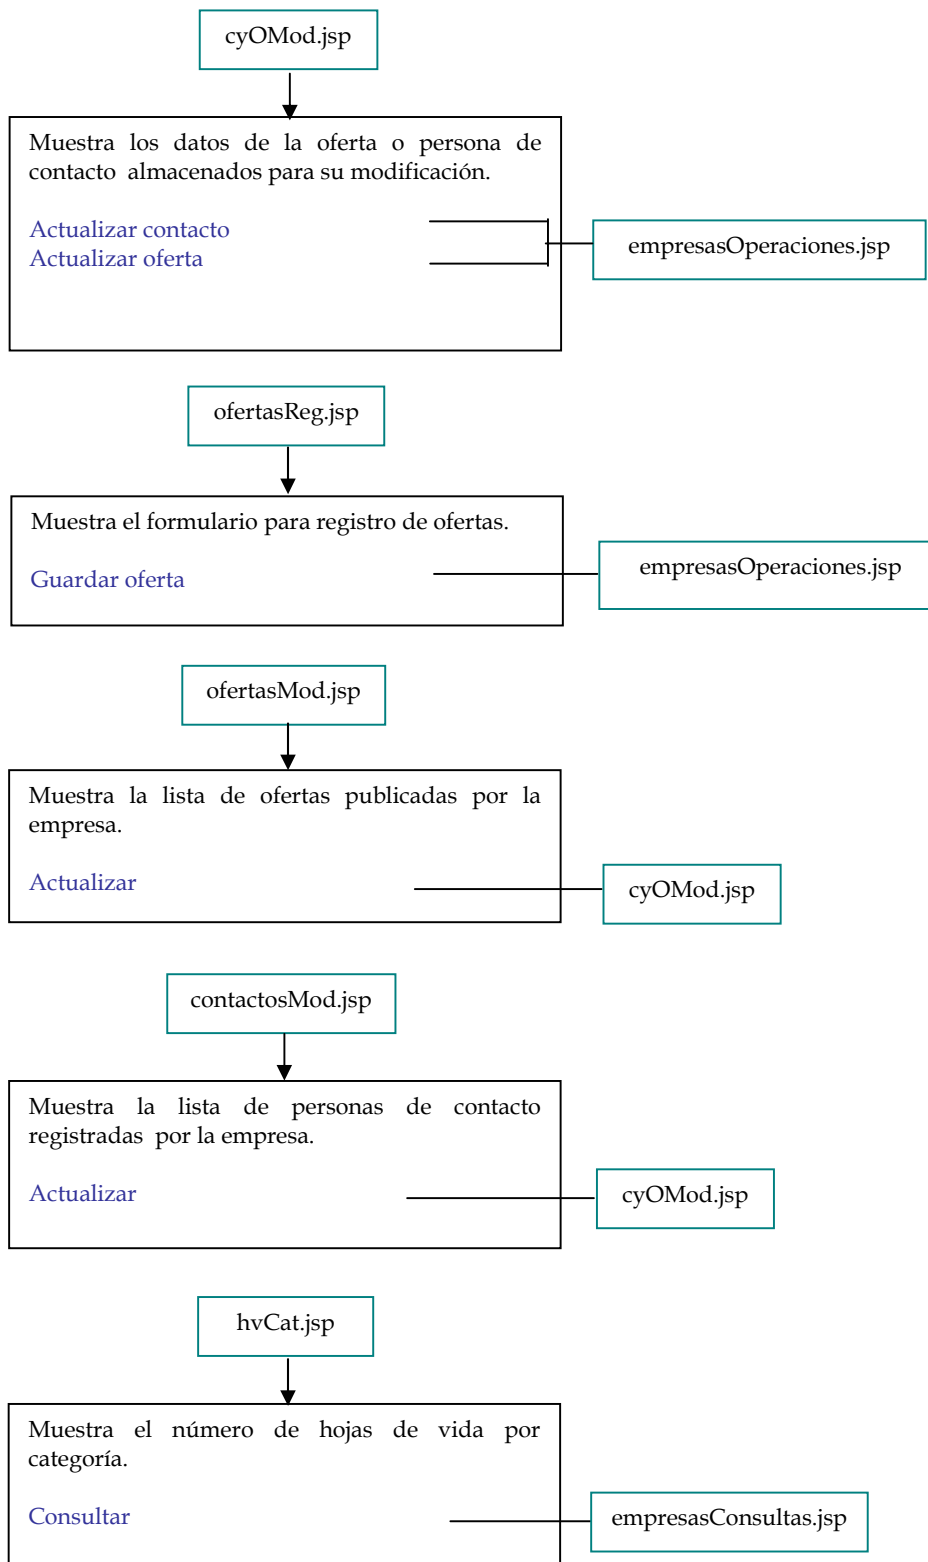 cyOMod.jsp
Muestra los datos de la oferta o persona de
contacto almacenados para su modificación.
Actualizar contacto
Actualizar oferta
empresasOperaciones.jsp
ofertasReg.jsp
Muestra el formulario para registro de ofertas.
Guardar oferta
empresasOperaciones.jsp
ofertasMod.jsp
Muestra la lista de ofertas publicadas por la
empresa.
Actualizar
cyOMod.jsp
contactosMod.jsp
Muestra la lista de personas de contacto
registradas por la empresa.
Actualizar
cyOMod.jsp
hvCat.jsp
Muestra el número de hojas de vida por
categoría.
Consultar
empresasConsultas.jsp